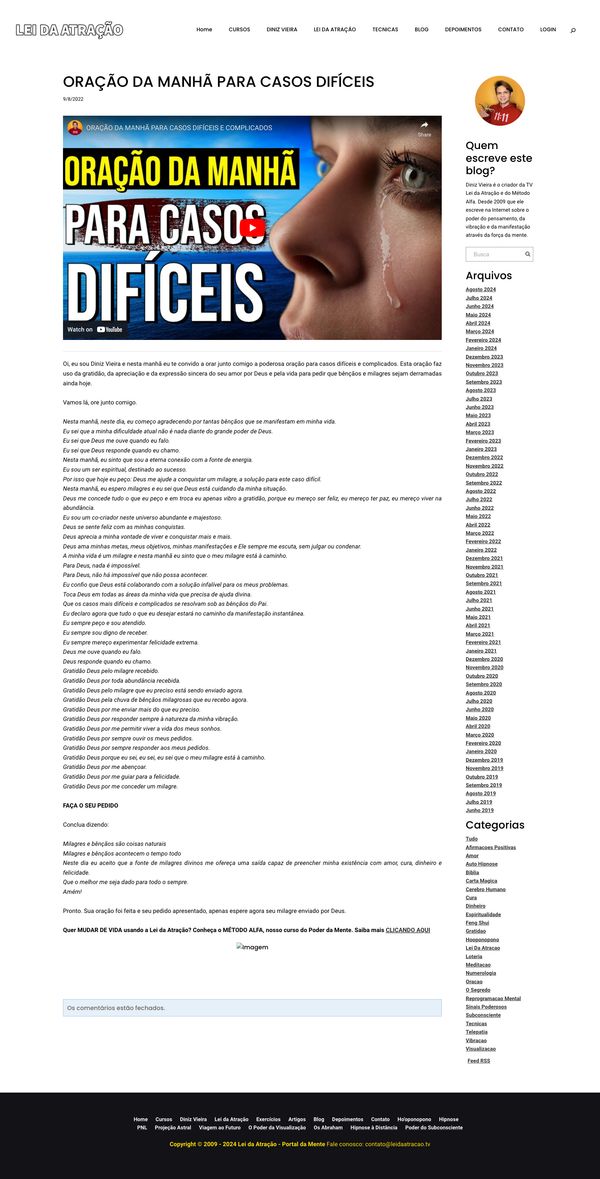 LEI DA ATRAÇÃO
Home CURSOS DINIZ VIEIRA LEI DA ATRAÇÃO TECNICAS BLOG DEPOIMENTOS CONTATO LOGIN
ORAÇÃO DA MANHÃ PARA CASOS DIFÍCEIS
9/8/2022
ORAÇÃO DA MANHÃ PARA CASOS DIFÍCEIS E COMPLICADOS
Share
ORAÇÃO DA MANHÃ
PARA CASOS
DIFÍCEIS
Watch on YouTube
Oi, eu sou Diniz Vieira e nesta manhã eu te convido a orar junto comigo a poderosa oração para casos difíceis e complicados. Esta oração faz
uso da gratidão, da apreciação e da expressão sincera do seu amor por Deus e pela vida para pedir que bênçãos e milagres sejam derramadas
ainda hoje.
Vamos lá, ore junto comigo.
Nesta manhã, neste dia, eu começo agradecendo por tantas bênçãos que se manifestam em minha vida.
Eu sei que a minha dificuldade atual não é nada diante do grande poder de Deus.
Eu sei que Deus me ouve quando eu falo.
Eu sei que Deus responde quando eu chamo.
Nesta manhã, eu sinto que sou a eterna conexão com a fonte de energia.
Eu sou um ser espiritual, destinado ao sucesso.
Por isso que hoje eu peço: Deus me ajude a conquistar um milagre, a solução para este caso difícil.
Nesta manhã, eu espero milagres e eu sei que Deus está cuidando da minha situação.
Deus me concede tudo o que eu peço e em troca eu apenas vibro a gratidão, porque eu mereço ser feliz, eu mereço ter paz, eu mereço viver na
abundância.
Eu sou um co-criador neste universo abundante e majestoso.
Deus se sente feliz com as minhas conquistas.
Deus aprecia a minha vontade de viver e conquistar mais e mais.
Deus ama minhas metas, meus objetivos, minhas manifestações e Ele sempre me escuta, sem julgar ou condenar.
A minha vida é um milagre e nesta manhã eu sinto que o meu milagre está à caminho.
Para Deus, nada é impossível.
Para Deus, não há impossível que não possa acontecer.
Eu confio que Deus está colaborando com a solução infalível para os meus problemas.
Toca Deus em todas as áreas da minha vida que precisa de ajuda divina.
Que os casos mais difíceis e complicados se resolvam sob as bênçãos do Pai.
Eu declaro agora que tudo o que eu desejar estará no caminho da manifestação instantânea.
Eu sempre peço e sou atendido.
Eu sempre sou digno de receber.
Eu sempre mereço experimentar felicidade extrema.
Deus me ouve quando eu falo.
Deus responde quando eu chamo.
Gratidão Deus pelo milagre recebido.
Gratidão Deus por toda abundância recebida.
Gratidão Deus pelo milagre que eu preciso está sendo enviado agora.
Gratidão Deus pela chuva de bênçãos milagrosas que eu recebo agora.
Gratidão Deus por me enviar mais do que eu preciso.
Gratidão Deus por responder sempre à natureza da minha vibração.
Gratidão Deus por me permitir viver a vida dos meus sonhos.
Gratidão Deus por sempre ouvir os meus pedidos.
Gratidão Deus por sempre responder aos meus pedidos.
Gratidão Deus porque eu sei, eu sei, eu sei que o meu milagre está à caminho.
Gratidão Deus por me abençoar.
Gratidão Deus por me guiar para a felicidade.
Gratidão Deus por me conceder um milagre.
FAÇA O SEU PEDIDO
Conclua dizendo:
Milagres e bênçãos são coisas naturais
Milagres e bênçãos acontecem o tempo todo
Neste dia eu aceito que a fonte de milagres divinos me ofereça uma saída capaz de preencher minha existência com amor, cura, dinheiro e
felicidade.
Que o melhor me seja dado para todo o sempre.
Amém!
Pronto. Sua oração foi feita e seu pedido apresentado, apenas espere agora seu milagre enviado por Deus.
Quer MUDAR DE VIDA usando a Lei da Atração? Conheça o MÉTODO ALFA, nosso curso do Poder da Mente. Saiba mais CLICANDO AQUI
Imagem
Os comentários estão fechados.
11:11
Quem
escreve este
blog?
Diniz Vieira é o criador da TV
Lei da Atração e do Método
Alfa. Desde 2009 que ele
escreve na Internet sobre o
poder do pensamento, da
vibração e da manifestação
através da força da mente.
Busca
Arquivos
Agosto 2024
Julho 2024
Junho 2024
Maio 2024
Abril 2024
Março 2024
Fevereiro 2024
Janeiro 2024
Dezembro 2023
Novembro 2023
Outubro 2023
Setembro 2023
Agosto 2023
Julho 2023
Junho 2023
Maio 2023
Abril 2023
Março 2023
Fevereiro 2023
Janeiro 2023
Dezembro 2022
Novembro 2022
Outubro 2022
Setembro 2022
Agosto 2022
Julho 2022
Junho 2022
Maio 2022
Abril 2022
Março 2022
Fevereiro 2022
Janeiro 2022
Dezembro 2021
Novembro 2021
Outubro 2021
Setembro 2021
Agosto 2021
Julho 2021
Junho 2021
Maio 2021
Abril 2021
Março 2021
Fevereiro 2021
Janeiro 2021
Dezembro 2020
Novembro 2020
Outubro 2020
Setembro 2020
Agosto 2020
Julho 2020
Junho 2020
Maio 2020
Abril 2020
Março 2020
Fevereiro 2020
Janeiro 2020
Dezembro 2019
Novembro 2019
Outubro 2019
Setembro 2019
Agosto 2019
Julho 2019
Junho 2019
Categorias
Tudo
Afirmacoes Positivas
Amor
Auto Hipnose
Biblia
Carta Magica
Cerebro Humano
Cura
Dinheiro
Espiritualidade
Feng Shui
Gratidao
Hooponopono
Lei Da Atracao
Loteria
Meditacao
Numerologia
Oracao
O Segredo
Reprogramacao Mental
Sinais Poderosos
Subconsciente
Tecnicas
Telepatia
Vibracao
Visualizacao
Feed RSS
Home Cursos Diniz Vieira Lei da Atração Exercícios Artigos Blog Depoimentos Contato Ho'oponopono Hipnose
PNL Projeção Astral Viagem ao Futuro O Poder da Visualização Os Abraham Hipnose à Distância Poder do Subconsciente
Copyright © 2009 - 2024 Lei da Atração - Portal da Mente Fale conosco: contato@leidaatracao.tv